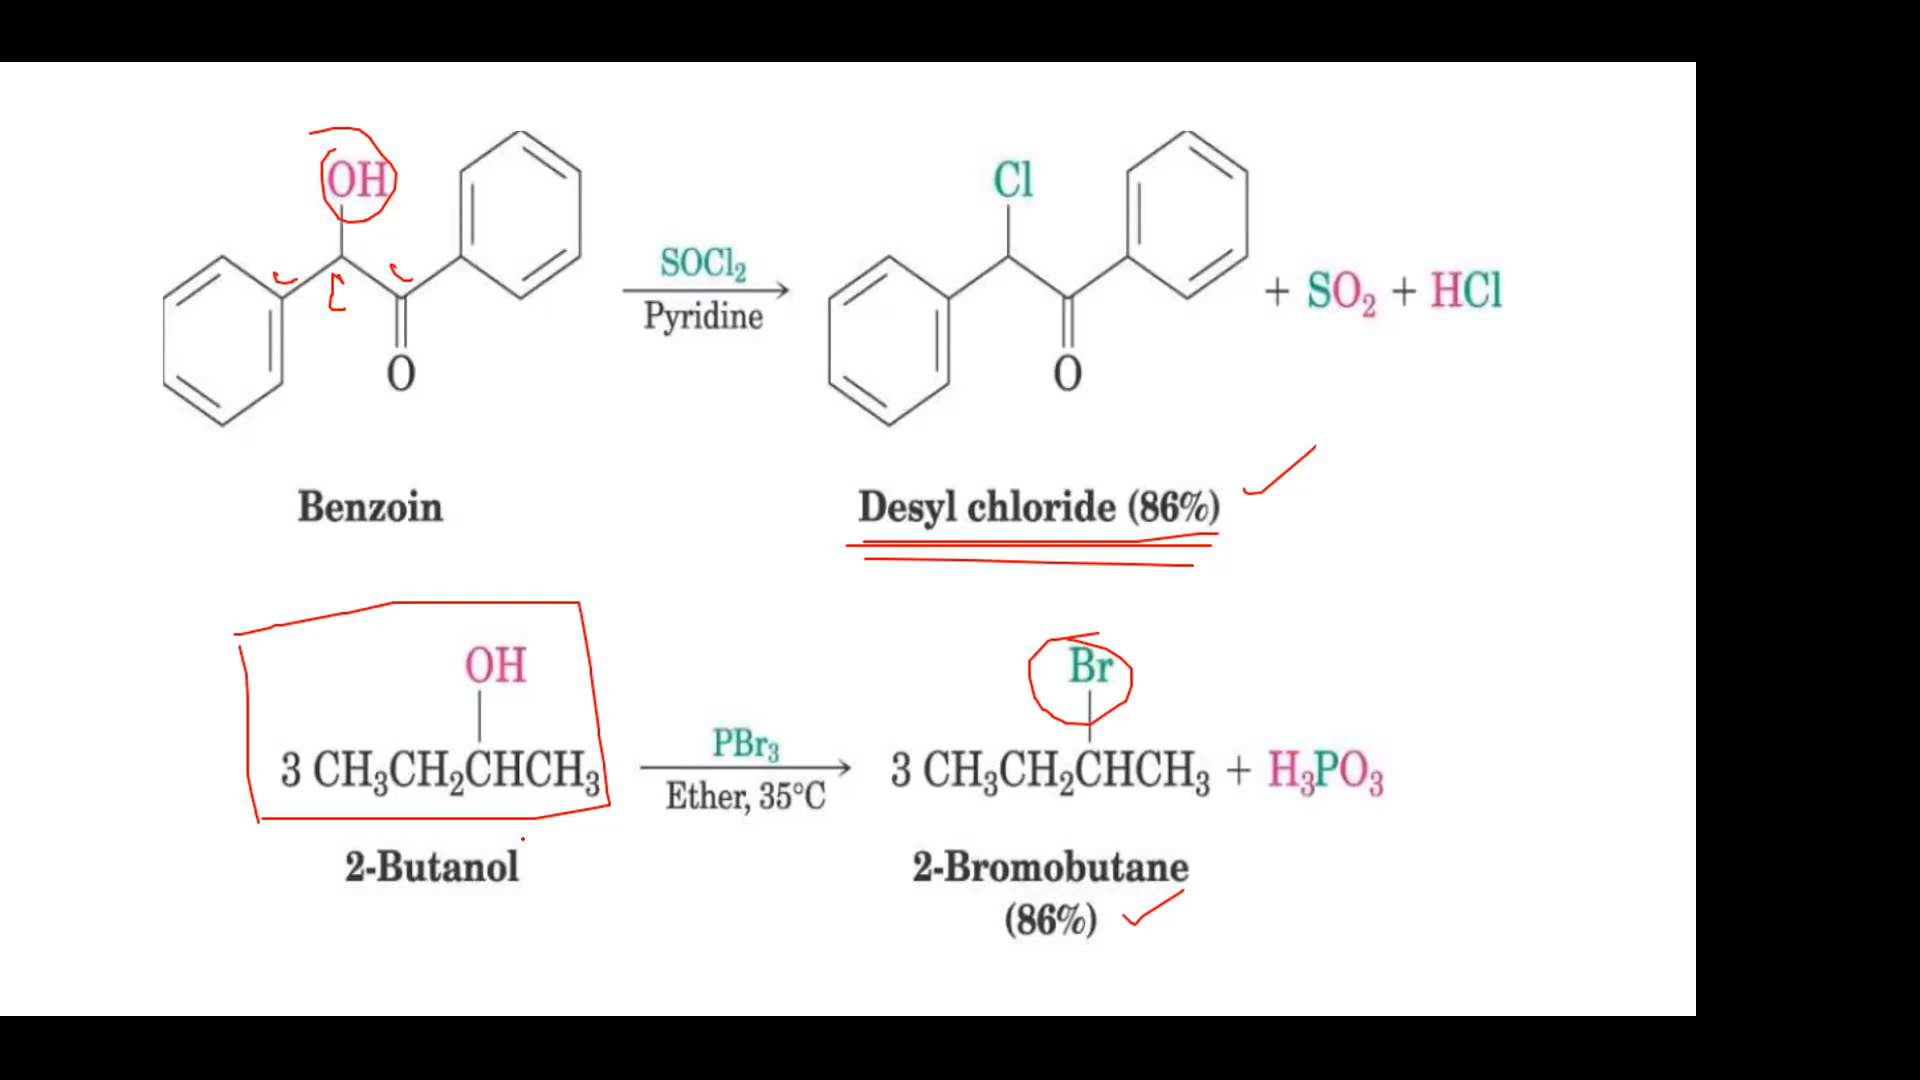 OH
Cl
SOCl2
Pyridine
+ SO2 + HCl
O
O
Benzoin
Desyl chloride (86%)
OH
Br
3 CH3CH2CHCH3
PBr3
Ether, 35°C
3 CH3CH2CHCH3 + H3PO3
2-Butanol
2-Bromobutane
(86%)